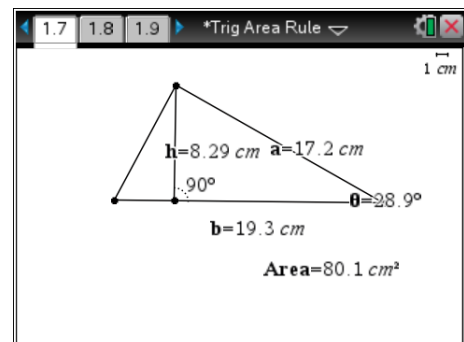 1.7 1.8 1.9 *Trig Area Rule
1 cm
h=8.29 cm a=17.2 cm
90°
θ=28.9°
b=19.3 cm
Area=80.1 cm²